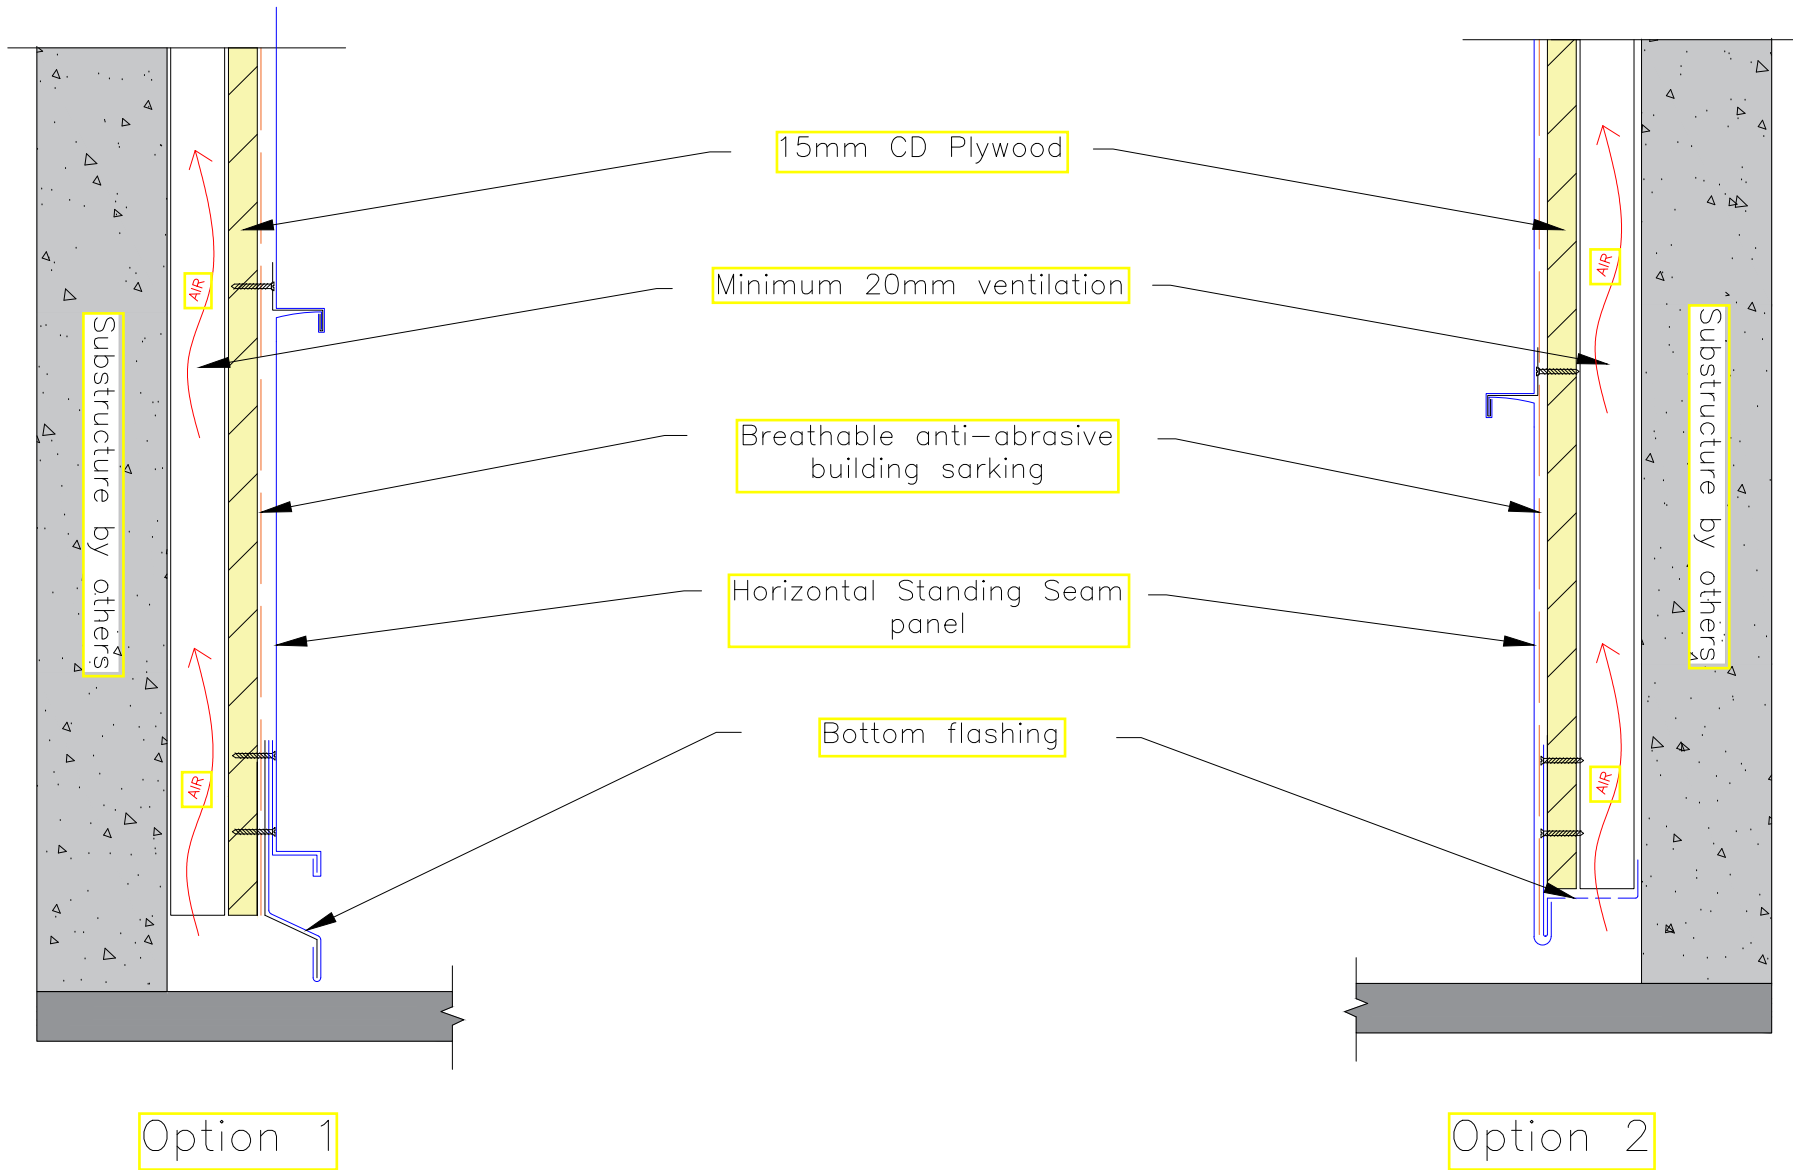 15mm CD Plywood
AIR
AIR
Minimum 20mm ventilation
Substructure by others
Substructure by others
Breathable anti-abrasive
building sarking
Horizontal Standing Seam
panel
Bottom flashing
AIR
AIR
Option 1
Option 2